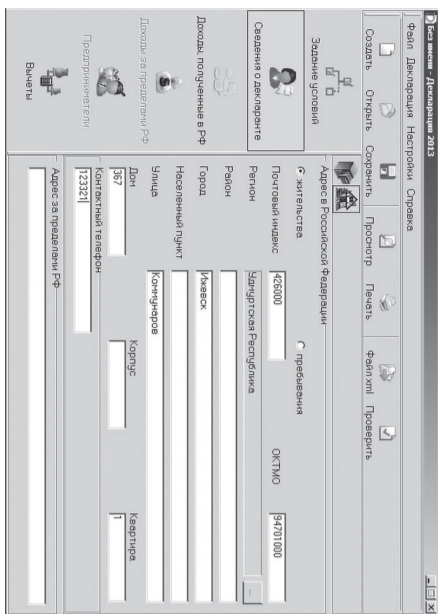 Без имени - Декларация 2013
Файл Декларация Настройки Справка
Создать Открыть Сохранить Просмотр Печать Файл xml Проверить
Задание условий
Сведения о декларанте
Доходы, полученные в РФ
Доходы за пределами РФ
Предприниматели
Вычеты
Адрес в Российской Федерации
жительства пребывания
Почтовый индекс 426000 ОКТМО 94701000
Регион Удмуртская Республика ...
Район
Город Ижевск
Населенный пункт
Улица Коммунаров
Дом Корпус Квартира
367 1
Контактный телефон
123321
Адрес за пределами РФ